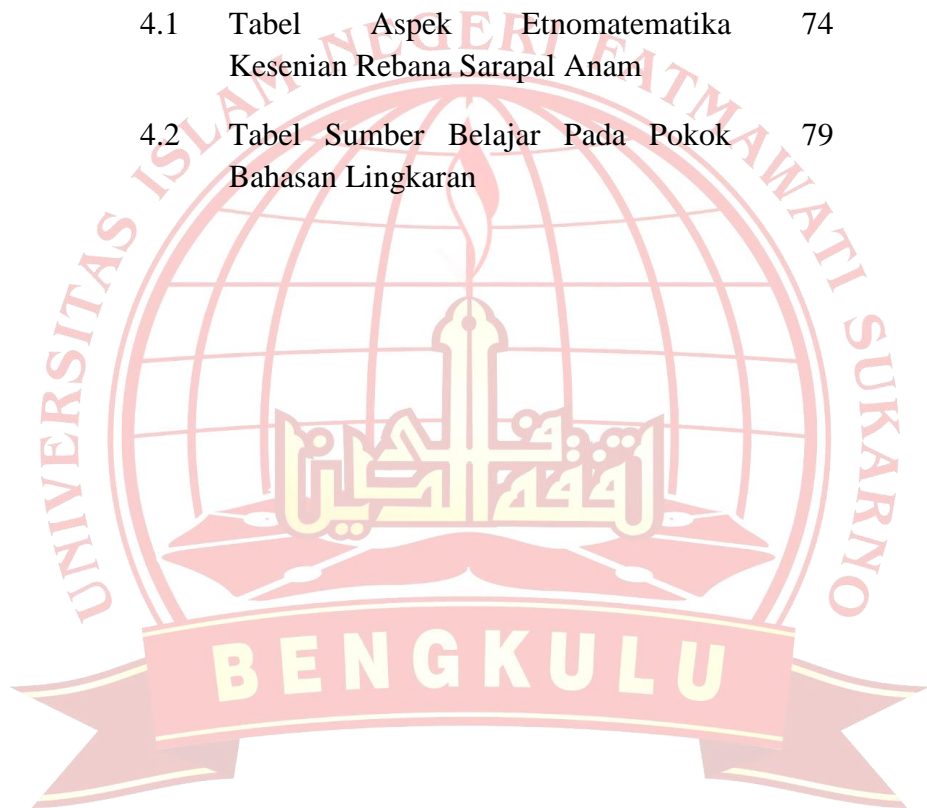 4.1 Tabel Aspek Etnomatematika 74
Kesenian Rebana Sarapal Anam
4.2 Tabel Sumber Belajar Pada Pokok 79
Bahasan Lingkaran
UNIVERSITAS ISLAM NEGERI FATMAWATI SUKARNO
BENGKULU